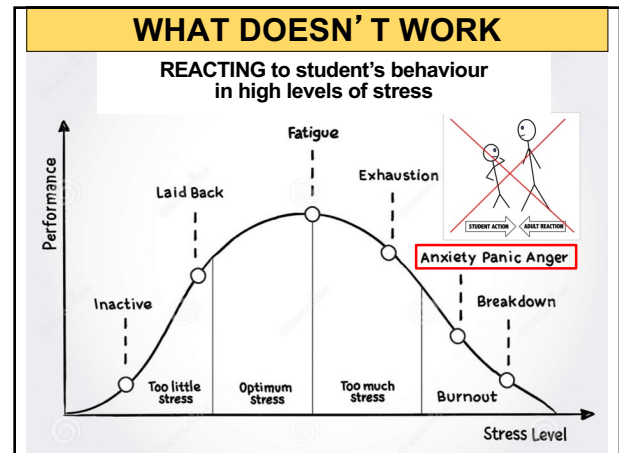 WHAT DOESN’T WORK
REACTING to student’s behaviour
in high levels of stress
Fatigue
Laid Back
Exhaustion
STUDENT ACTION
ADULT REACTION
Anxiety Panic Anger
Inactive
Breakdown
Performance
Too little
stress
Optimum
stress
Too much
stress
Burnout
Stress Level